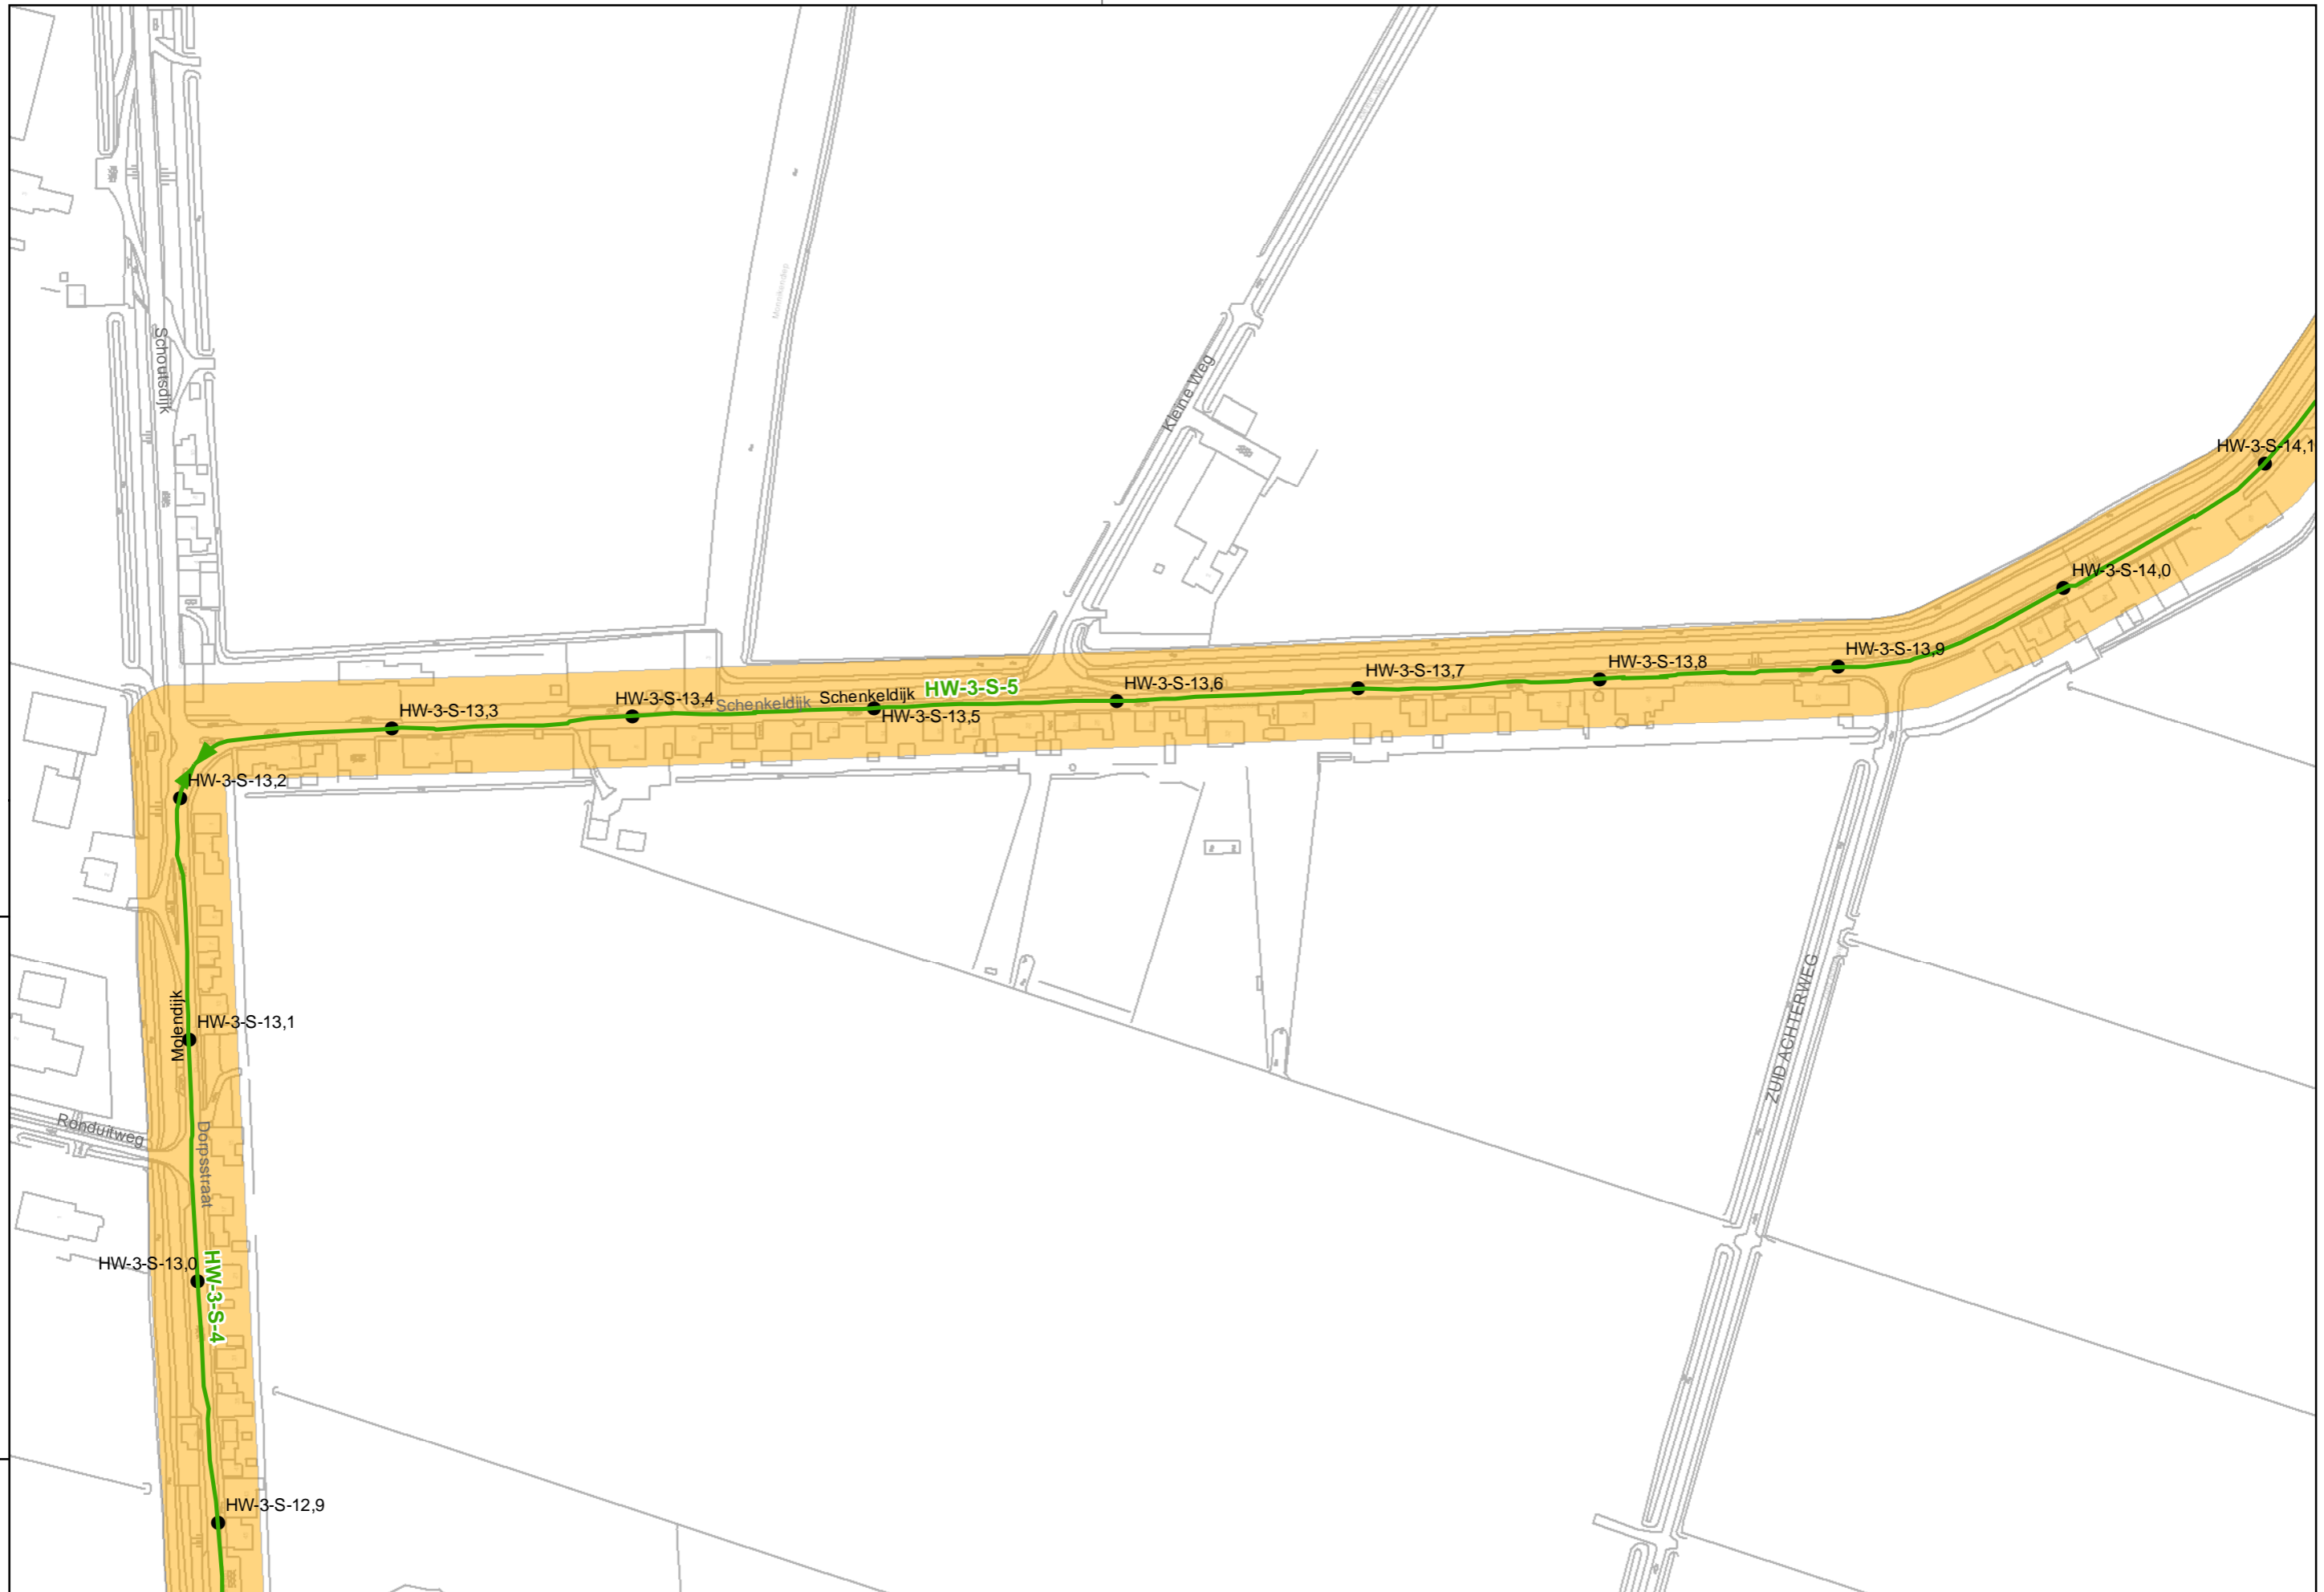 Schoutsdijk
Monnikendiep
Kleine Weg
HW-3-S-14,1
HW-3-S-14,0
HW-3-S-13,9
HW-3-S-13,8
HW-3-S-13,7
HW-3-S-13,6
HW-3-S-5
Schenkeldijk
Schenkeldijk
HW-3-S-13,5
HW-3-S-13,4
HW-3-S-13,3
HW-3-S-13,2
Molendijk
HW-3-S-13,1
ZUID ACHTERWEG
Ronduitweg
Dorpsstraat
HW-3-S-13,0
HW-3-S-4
HW-3-S-12,9